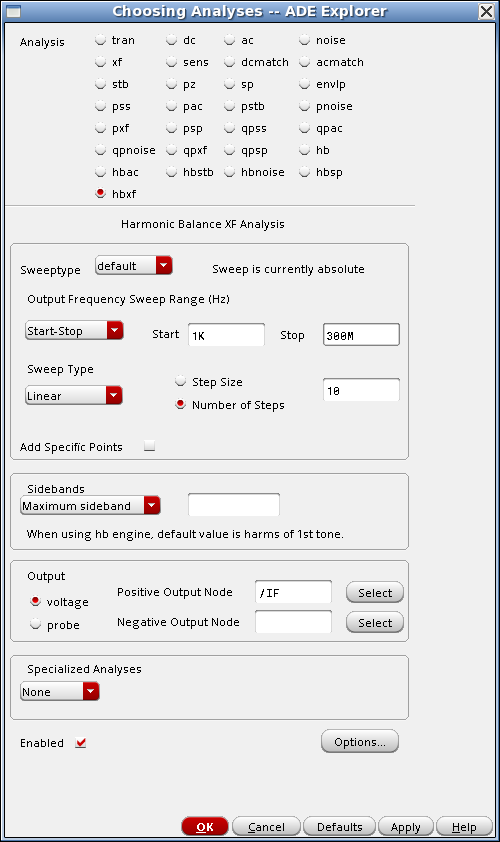 Choosing Analyses -- ADE Explorer
Analysis tran dc ac noise
xf sens dcmatch acmatch
stb pz sp envlp
pss pac pstb pnoise
pxf psp qpss qpac
qpnoise qpxf qpsp hb
hbac hbstb hbnoise hbsp
hbxf
Harmonic Balance XF Analysis
Sweeptype default Sweep is currently absolute
Output Frequency Sweep Range (Hz)
Start-Stop Start 1K Stop 300M
Sweep Type
Step Size
Linear 10
Number of Steps
Add Specific Points
Sidebands
Maximum sideband
When using hb engine, default value is harms of 1st tone.
Output
voltage Positive Output Node /IF Select
probe Negative Output Node Select
Specialized Analyses
None
Enabled Options...
OK Cancel Defaults Apply Help